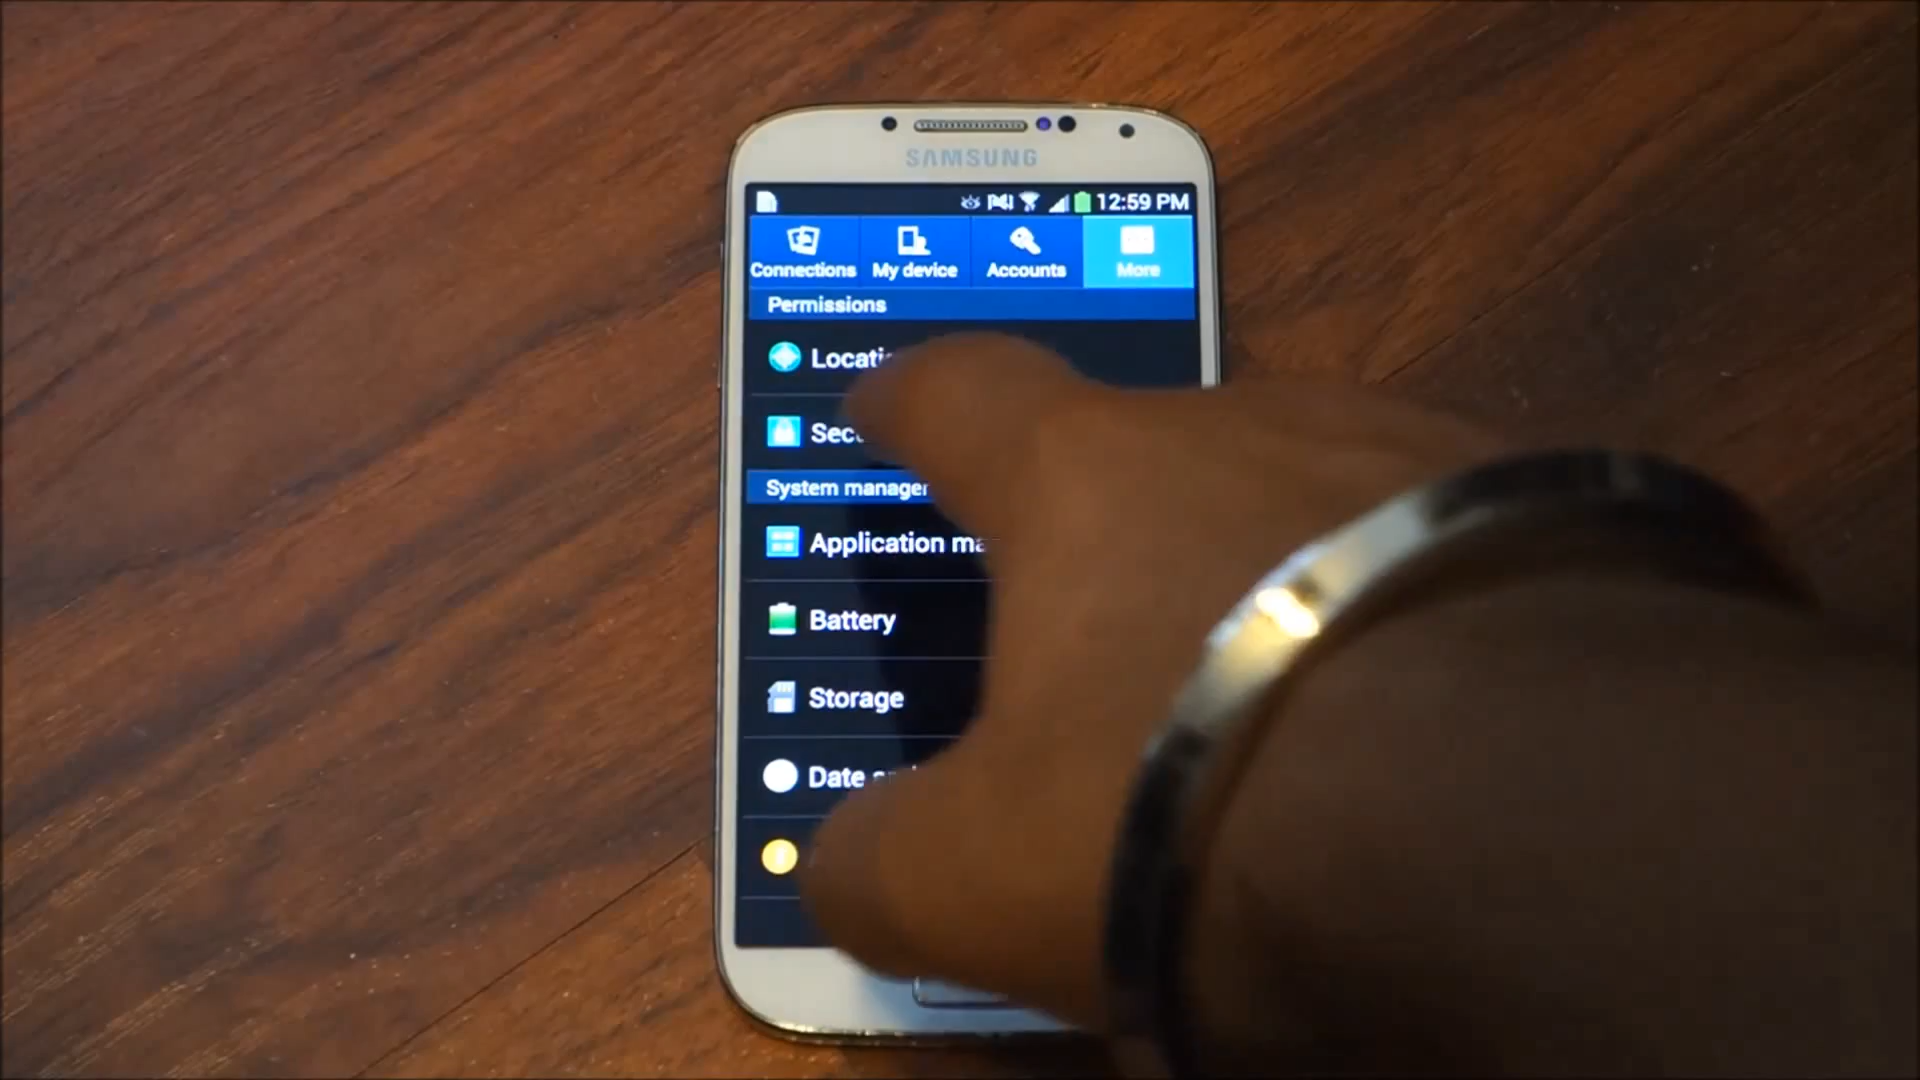 SAMSUNG
12:59 PM
Connections My device Accounts More
Permissions
Locati
Sec
System manager
Application ma
Battery
Storage
Date